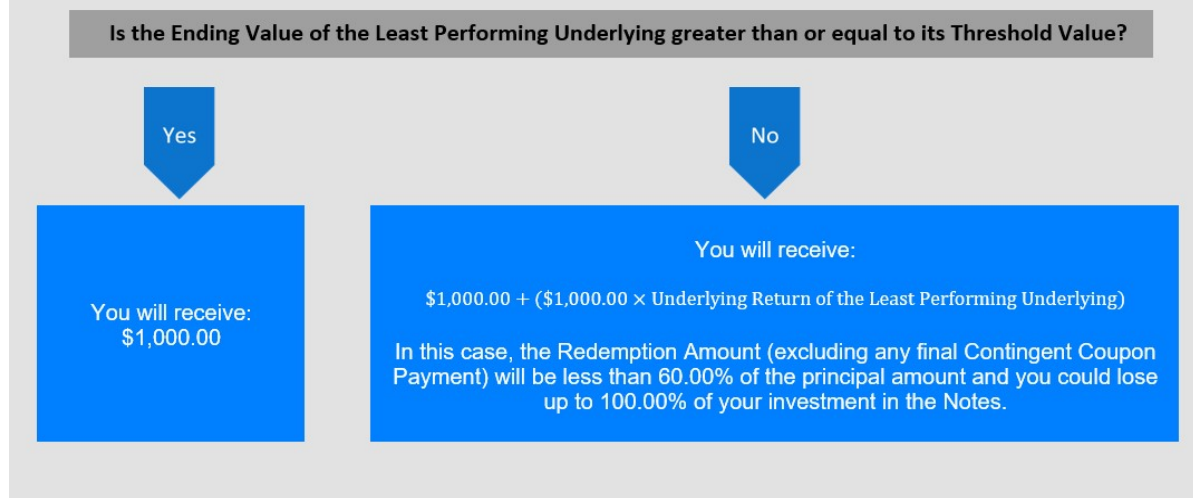 Is the Ending Value of the Least Performing Underlying greater than or equal to its Threshold Value?
Yes
No
You will receive:
$1,000.00
You will receive:
$1,000.00 + ($1,000.00 × Underlying Return of the Least Performing Underlying)
In this case, the Redemption Amount (excluding any final Contingent Coupon
Payment) will be less than 60.00% of the principal amount and you could lose
up to 100.00% of your investment in the Notes.